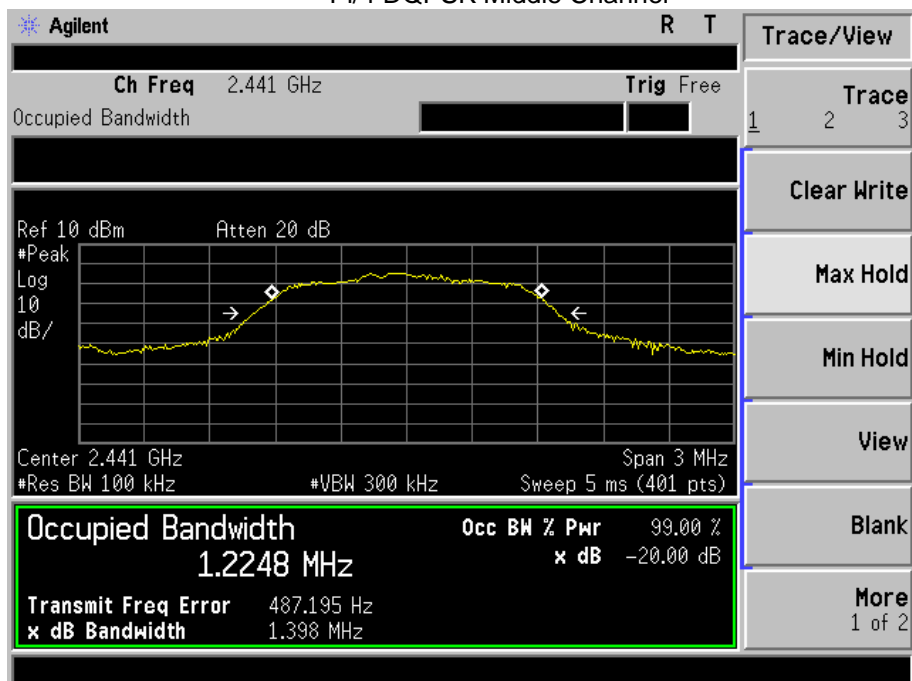 Agilent R T
Ch Freq 2.441 GHz Trig Free
Occupied Bandwidth
Ref 10 dBm Atten 20 dB
#Peak
Log
10
dB/
Center 2.441 GHz Span 3 MHz
#Res BW 100 kHz #VBW 300 kHz Sweep 5 ms (401 pts)
Occupied Bandwidth Occ BW % Pwr 99.00 %
1.2248 MHz x dB -20.00 dB
Transmit Freq Error 487.195 Hz
x dB Bandwidth 1.398 MHz
Trace/View
Trace
1 2 3
Clear Write
Max Hold
Min Hold
View
Blank
More
1 of 2